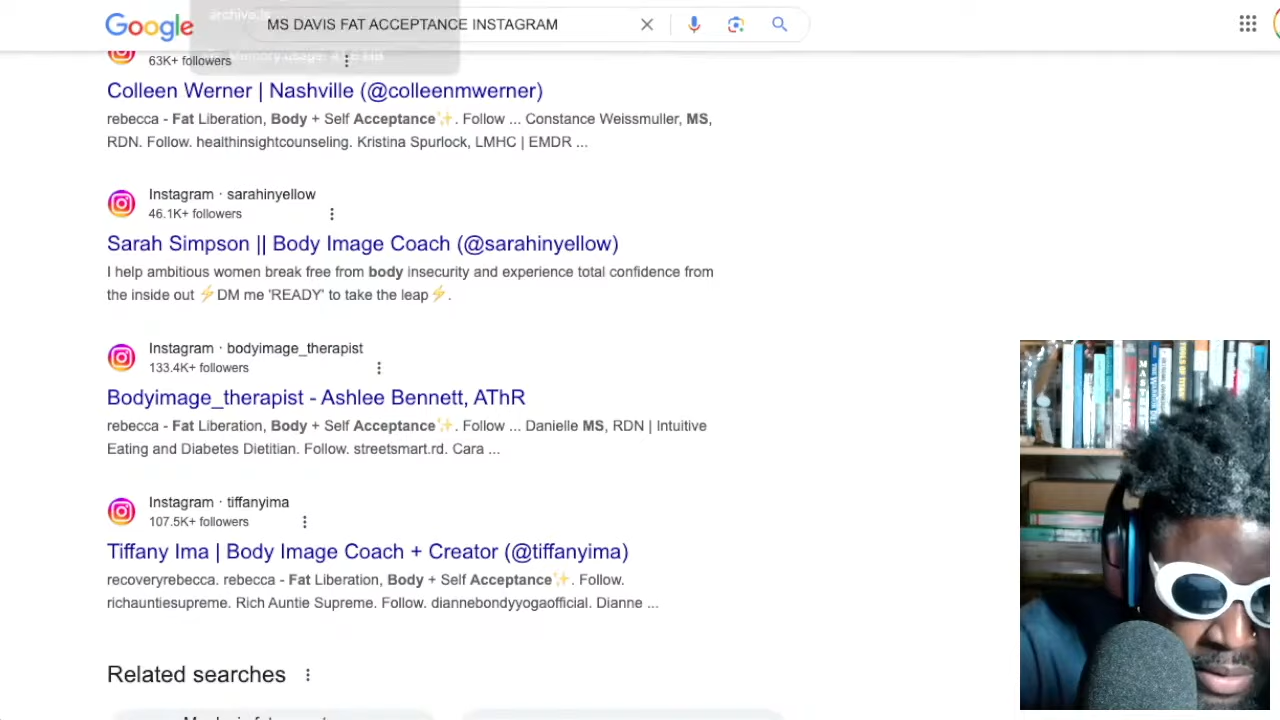 Google
MS DAVIS FAT ACCEPTANCE INSTAGRAM
archive.is
63K+ followers
Colleen Werner | Nashville (@colleenmwerner)
rebecca - Fat Liberation, Body + Self Acceptance✨. Follow ... Constance Weissmuller, MS,
RDN. Follow. healthinsightcounseling. Kristina Spurlock, LMHC | EMDR ...
Instagram · sarahinyellow
46.1K+ followers
Sarah Simpson || Body Image Coach (@sarahinyellow)
I help ambitious women break free from body insecurity and experience total confidence from
the inside out ⚡DM me 'READY' to take the leap⚡.
Instagram · bodyimage_therapist
133.4K+ followers
Bodyimage_therapist - Ashlee Bennett, AThR
rebecca - Fat Liberation, Body + Self Acceptance✨. Follow ... Danielle MS, RDN | Intuitive
Eating and Diabetes Dietitian. Follow. streetsmart.rd. Cara ...
Instagram · tiffanyima
107.5K+ followers
Tiffany Ima | Body Image Coach + Creator (@tiffanyima)
recoveryrebecca. rebecca - Fat Liberation, Body + Self Acceptance✨. Follow.
richauntiesupreme. Rich Auntie Supreme. Follow. diannebondyyogaofficial. Dianne ...
Related searches